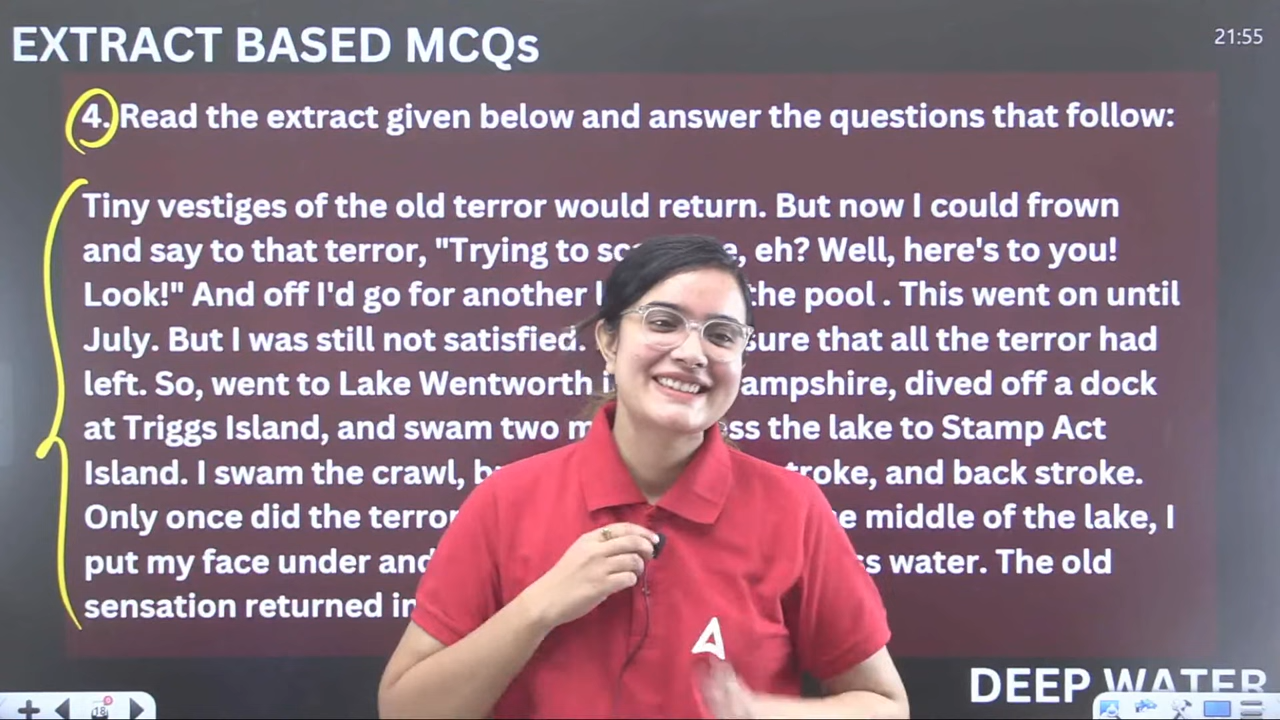 EXTRACT BASED MCQs
21:55
4. Read the extract given below and answer the questions that follow:
Tiny vestiges of the old terror would return. But now I could frown
and say to that terror, "Trying to eh? Well, here's to you!
Look!" And off I'd go for another the pool . This went on until
July. But I was still not satisfied. sure that all the terror had
left. So, went to Lake Wentworth dived off a dock
at Triggs Island, and swam two the lake to Stamp Act
Island. I swam the crawl, and back stroke.
Only once did the terror middle of the lake, I
put my face under and water. The old
sensation returned in
DEEP WATER
18